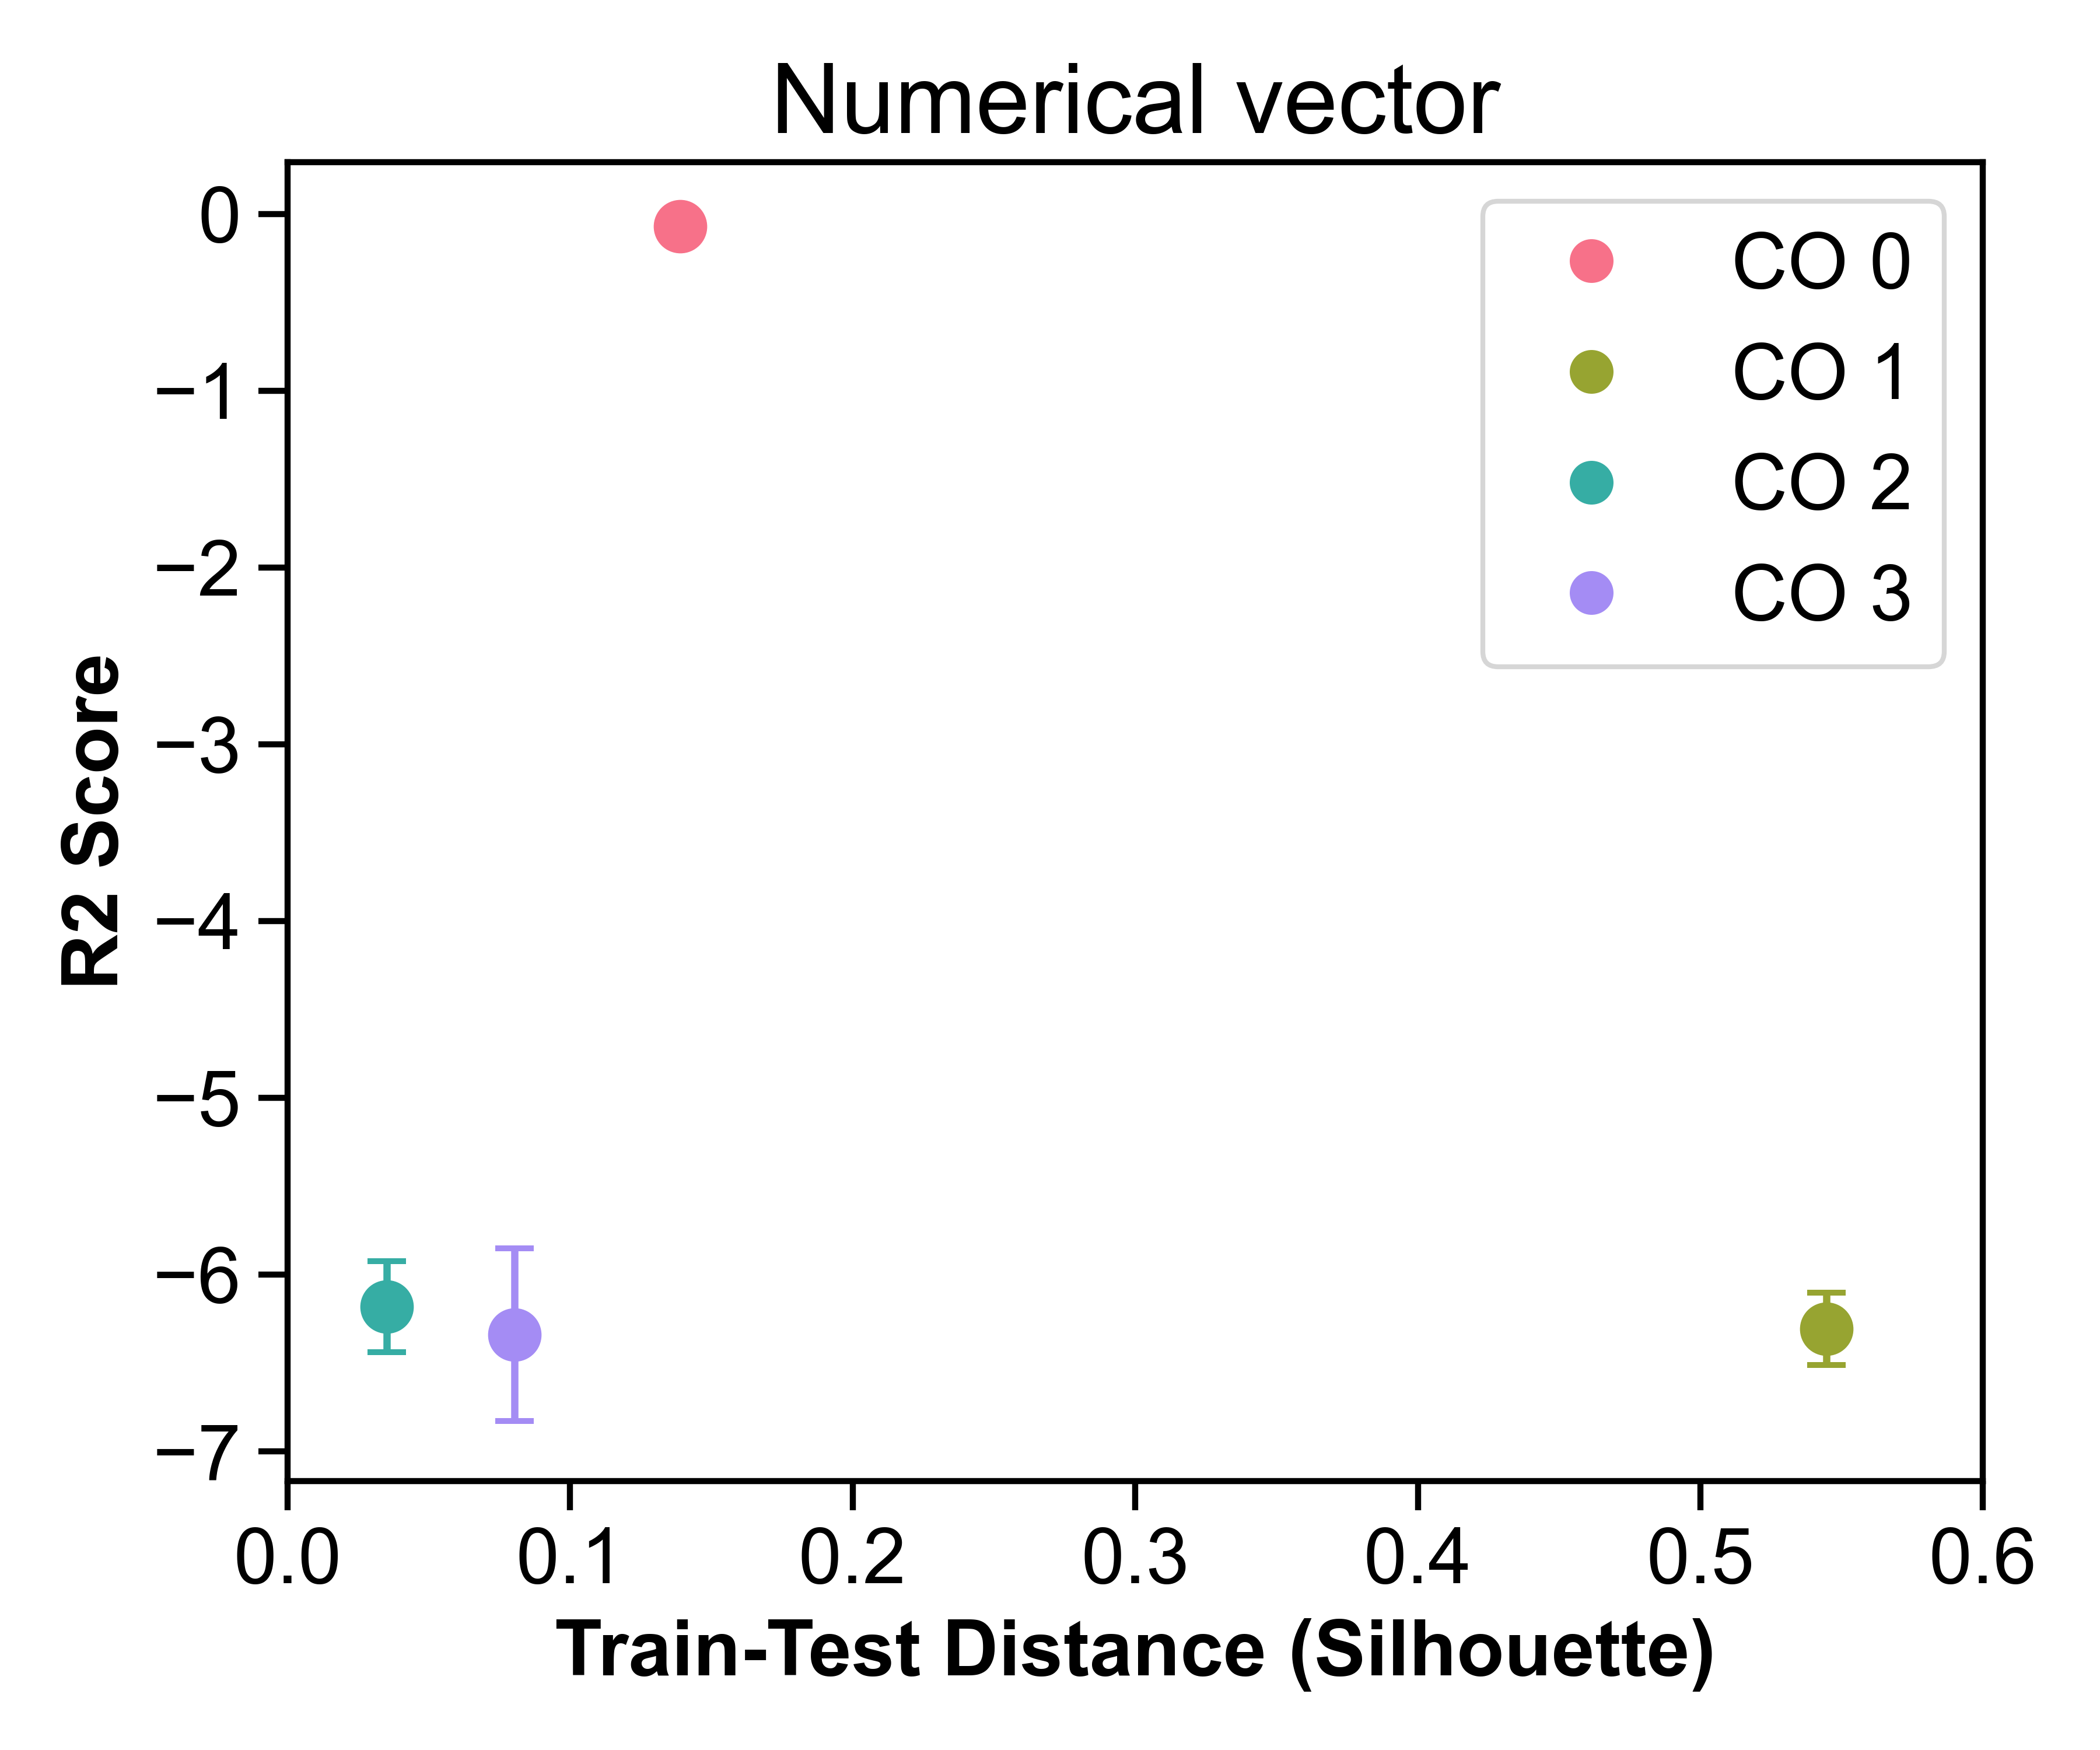 Numerical vector
0
−1
−2
−3
−4
−5
−6
−7
R2 Score
CO 0
CO 1
CO 2
CO 3
0.0 0.1 0.2 0.3 0.4 0.5 0.6
Train-Test Distance (Silhouette)